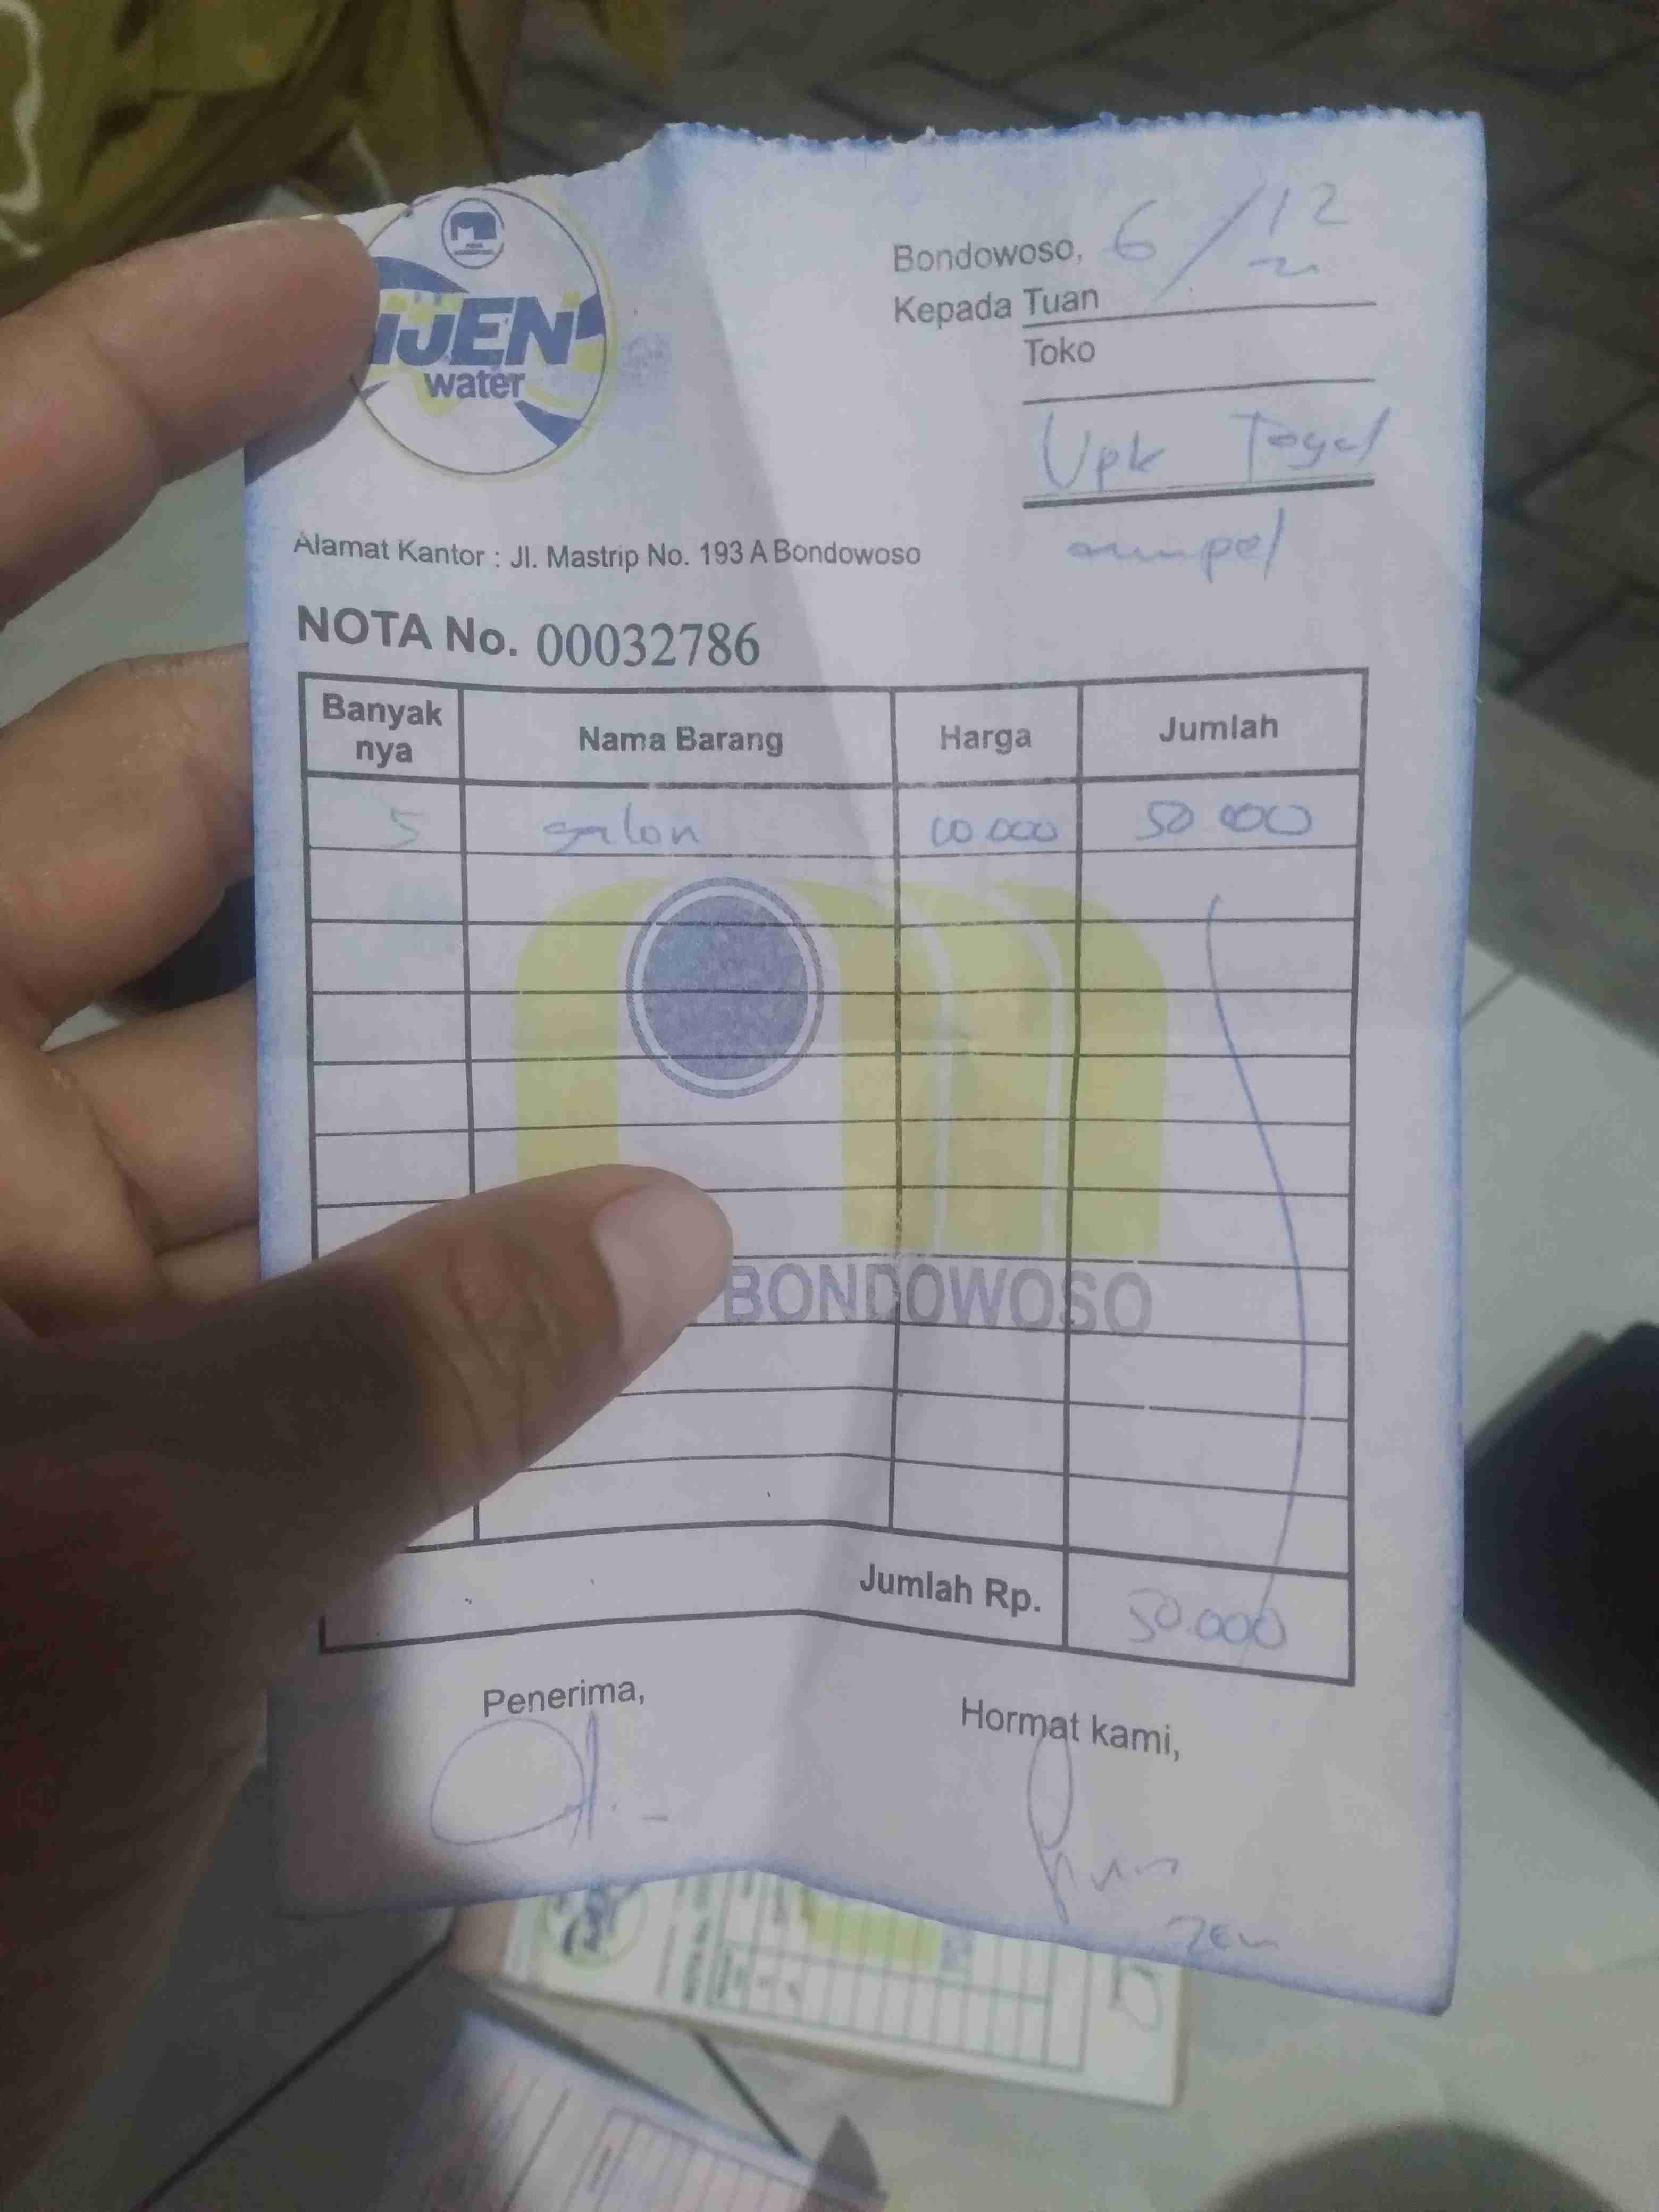 IJEN
water
Bondowoso, 6/12
Kepada Tuan
Toko
Upk Togal
ampel
Alamat Kantor : Jl. Mastrip No. 193 A Bondowoso
NOTA No. 00032786
Banyak nya Nama Barang Harga Jumlah
5 galon 10.000 50 000
BONDOWOSO
Jumlah Rp. 50.000
Penerima,
Hormat kami,